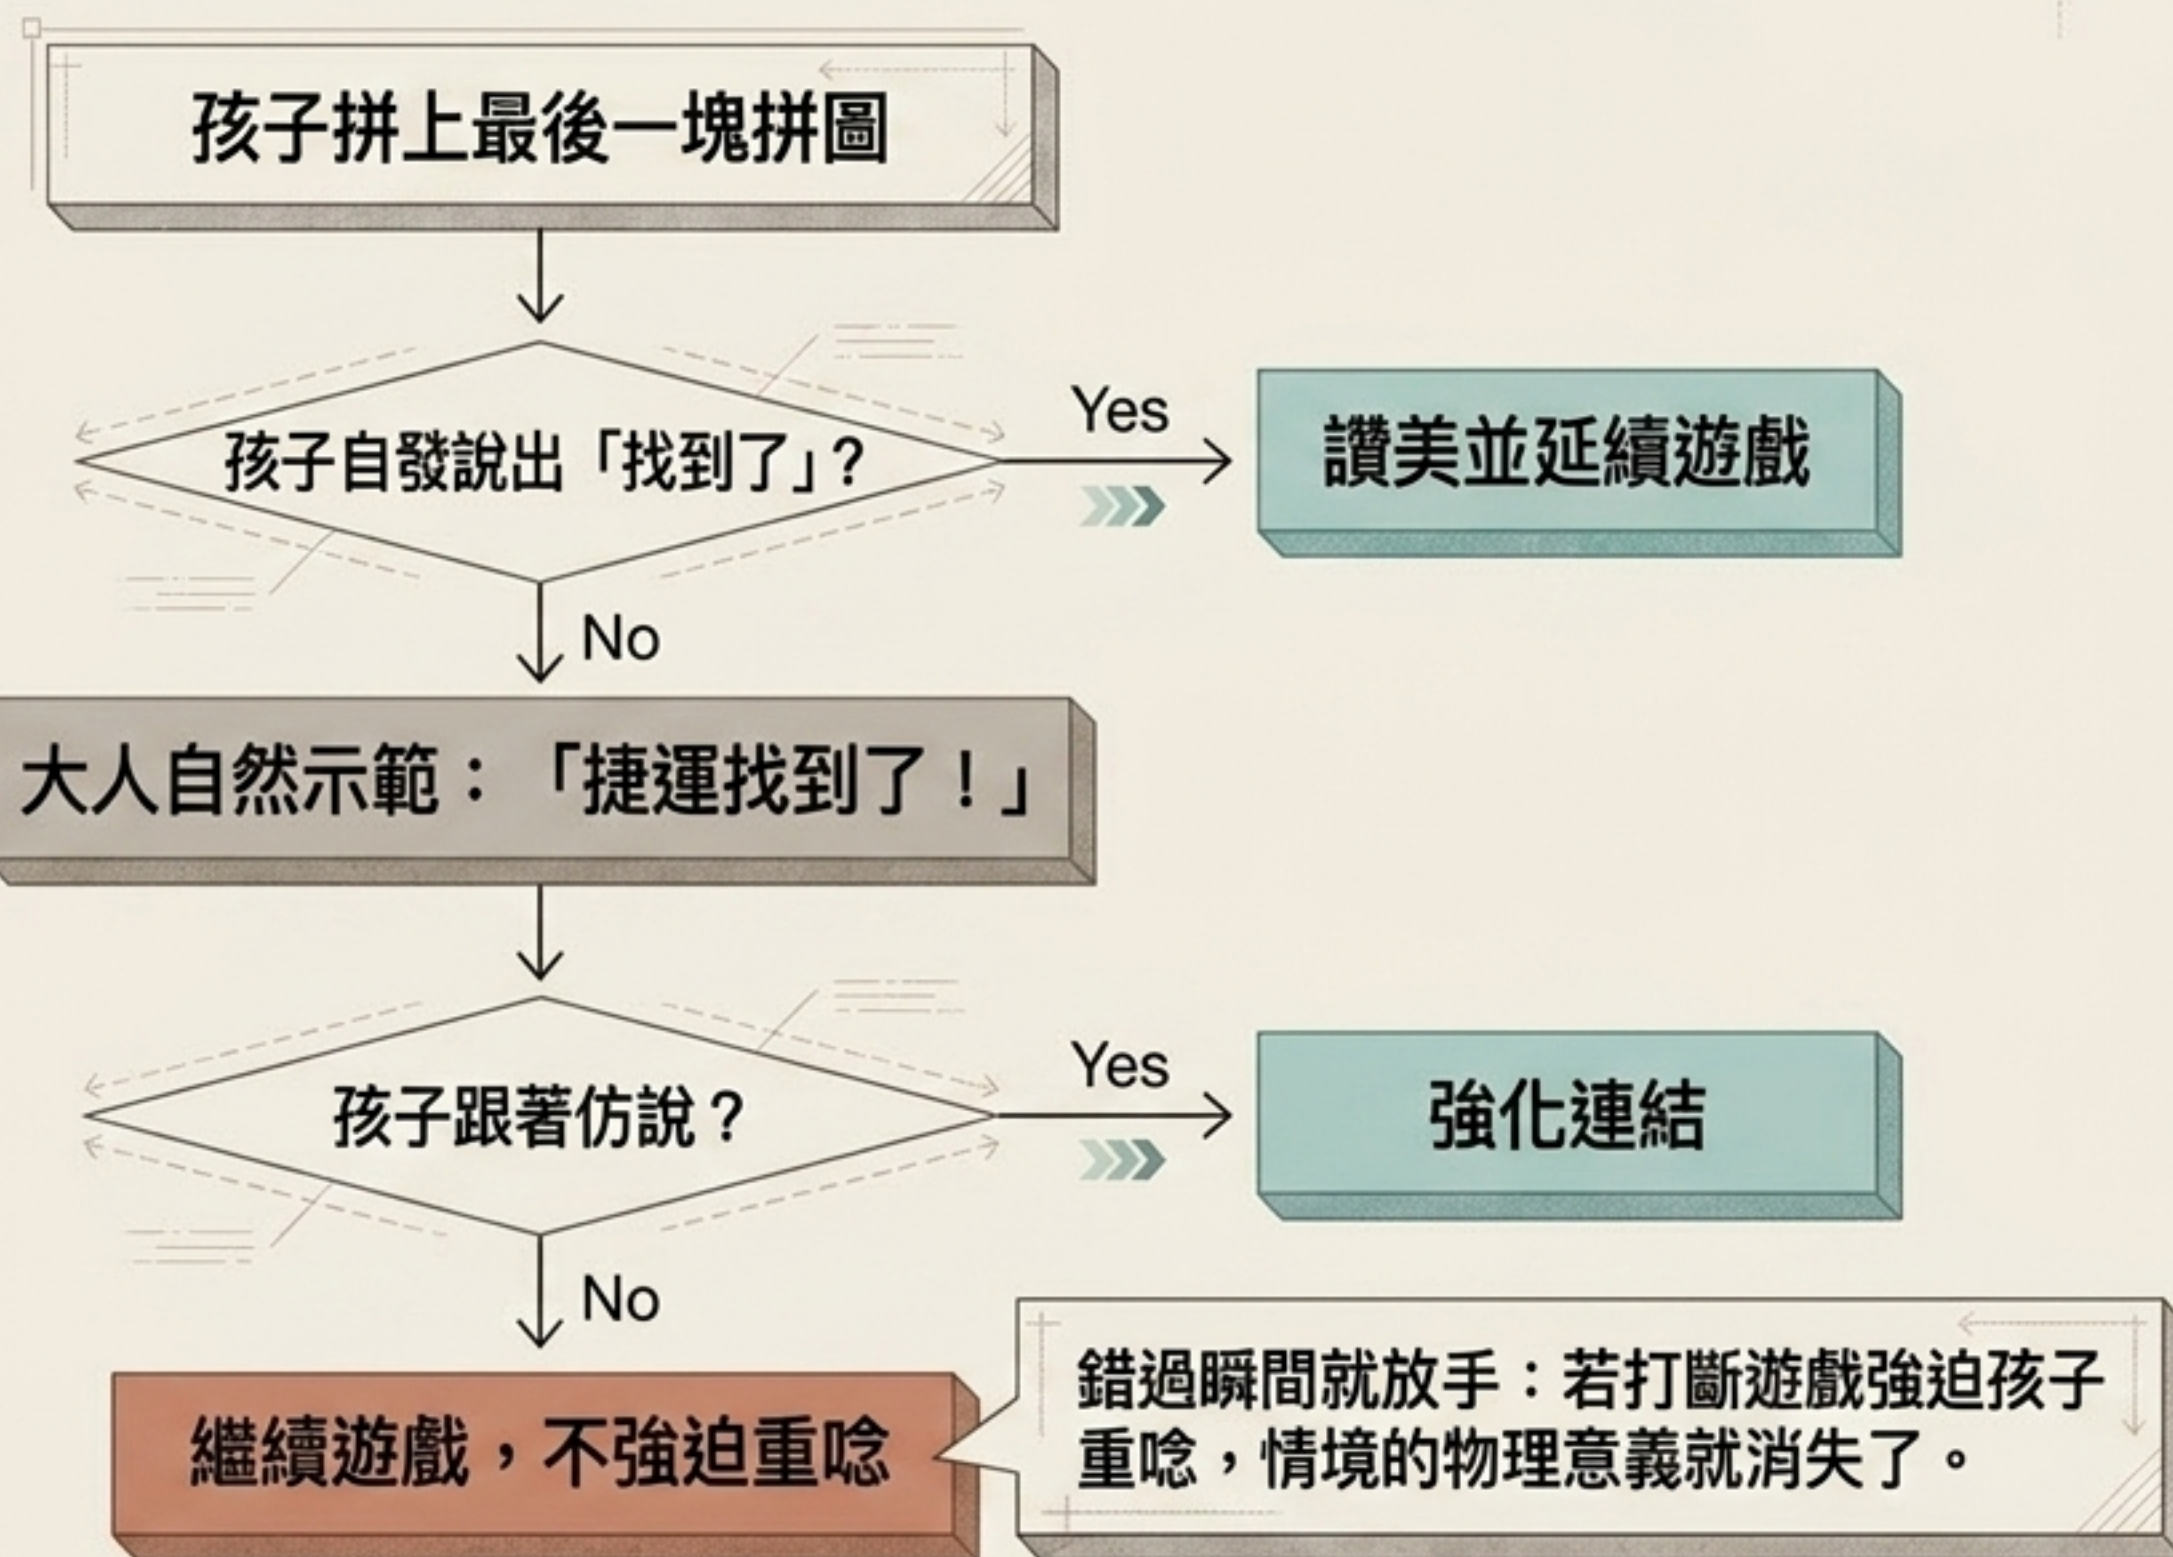 孩子拼上最後一塊拼圖
孩子自發說出「找到了」?
Yes
讚美並延續遊戲
No
大人自然示範：「捷運找到了！」
孩子跟著仿說？
Yes
強化連結
No
繼續遊戲，不強迫重唸
錯過瞬間就放手：若打斷遊戲強迫孩子
重唸，情境的物理意義就消失了。